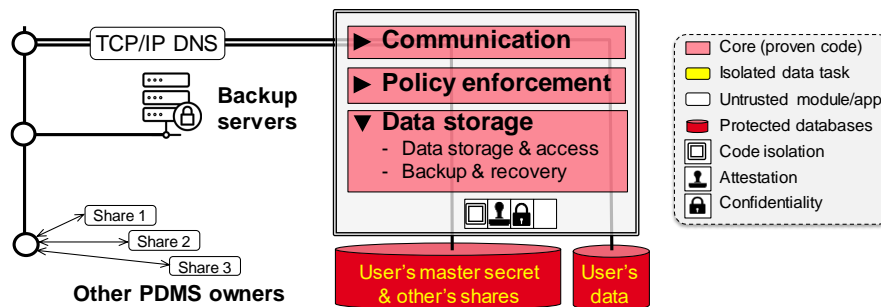 TCP/IP DNS
Backup
servers
Share 1
Share 2
Share 3
Other PDMS owners
► Communication
► Policy enforcement
▼ Data storage
- Data storage & access
- Backup & recovery
User's master secret
& other's shares
User's
data
Core (proven code)
Isolated data task
Untrusted module/app
Protected databases
Code isolation
Attestation
Confidentiality